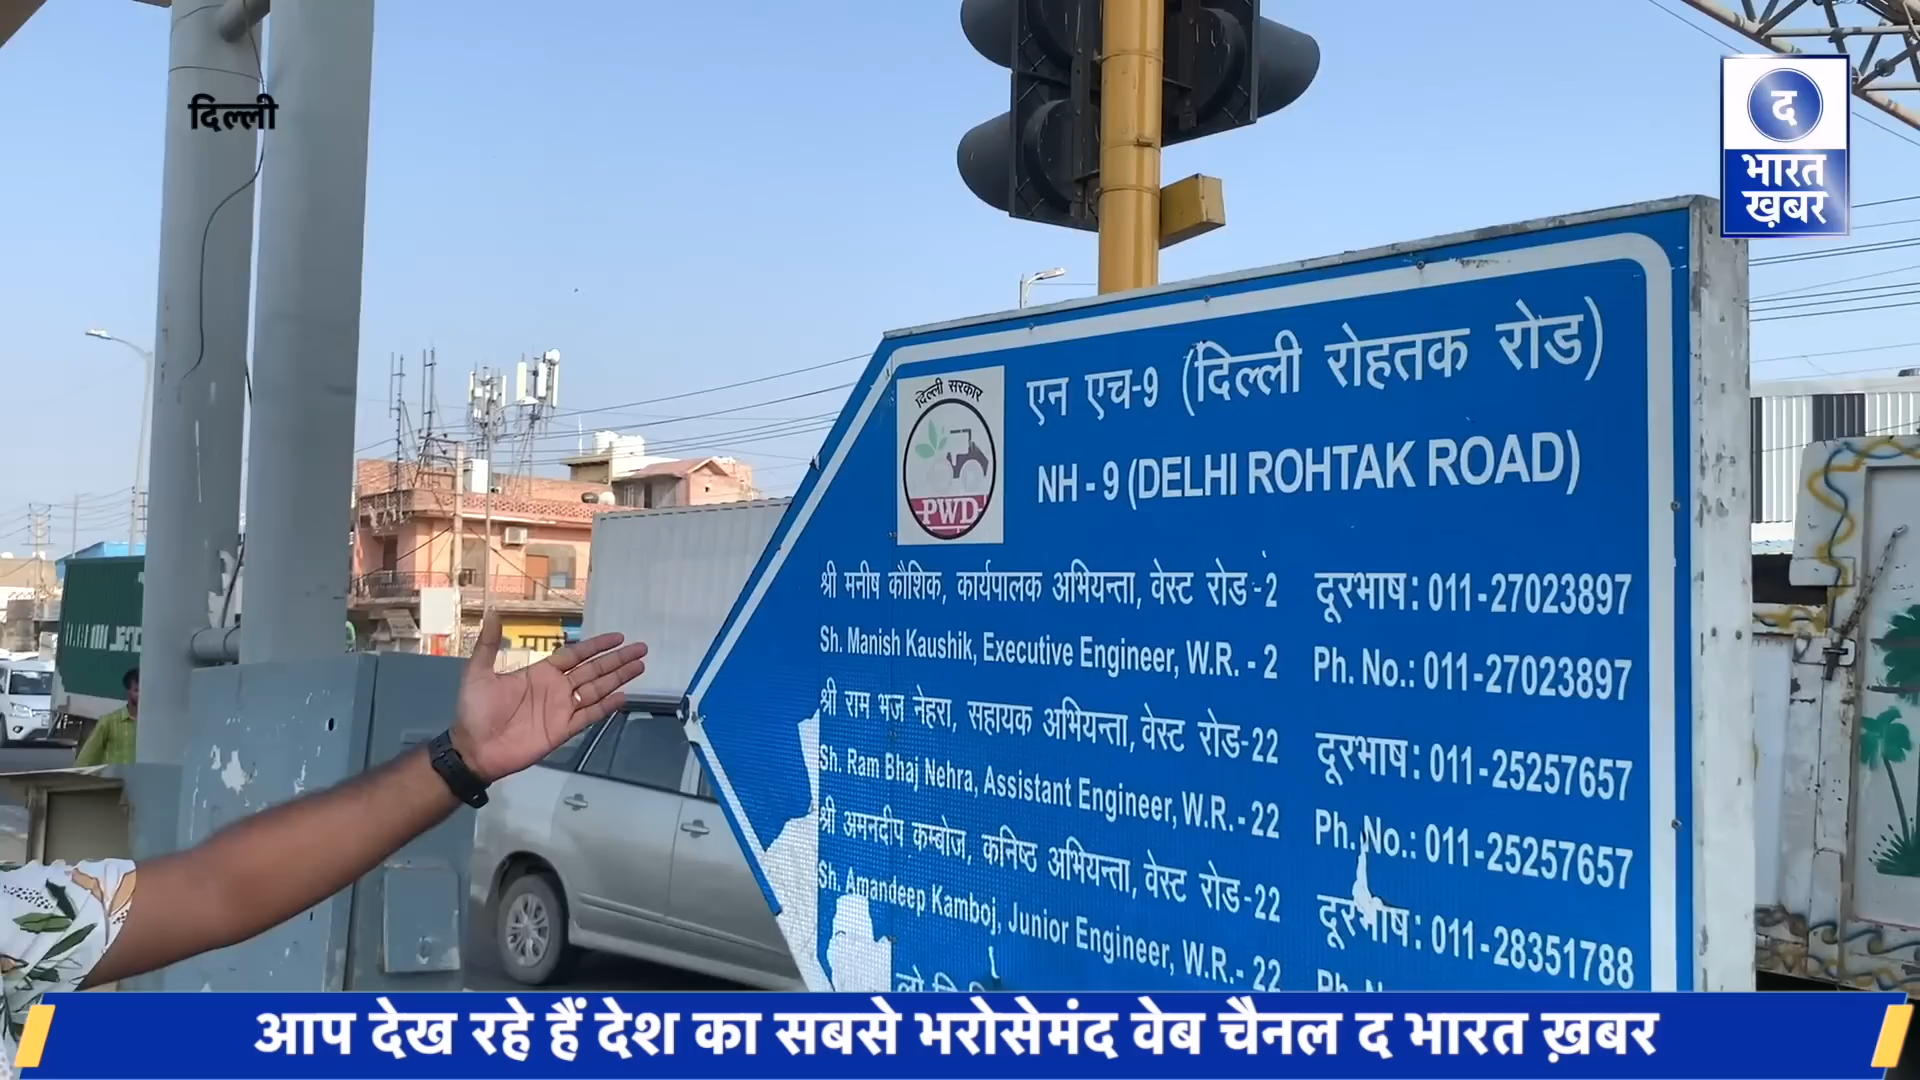 दिल्ली
द
भारत
ख़बर
दिल्ली सरकार
PWD
एन एच-9 (दिल्ली रोहतक रोड)
NH - 9 (DELHI ROHTAK ROAD)
श्री मनीष कौशिक, कार्यपालक अभियन्ता, वेस्ट रोड - 2 दूरभाष: 011-27023897
Sh. Manish Kaushik, Executive Engineer, W.R. - 2 Ph. No.: 011-27023897
श्री राम भज नेहरा, सहायक अभियन्ता, वेस्ट रोड-22 दूरभाष: 011-25257657
Sh. Ram Bhaj Nehra, Assistant Engineer, W.R. - 22 Ph. No.: 011-25257657
श्री अमनदीप कम्बोज, कनिष्ठ अभियन्ता, वेस्ट रोड-22 दूरभाष: 011-28351788
Sh. Amandeep Kamboj, Junior Engineer, W.R. - 22
आप देख रहे हैं देश का सबसे भरोसेमंद वेब चैनल द भारत ख़बर